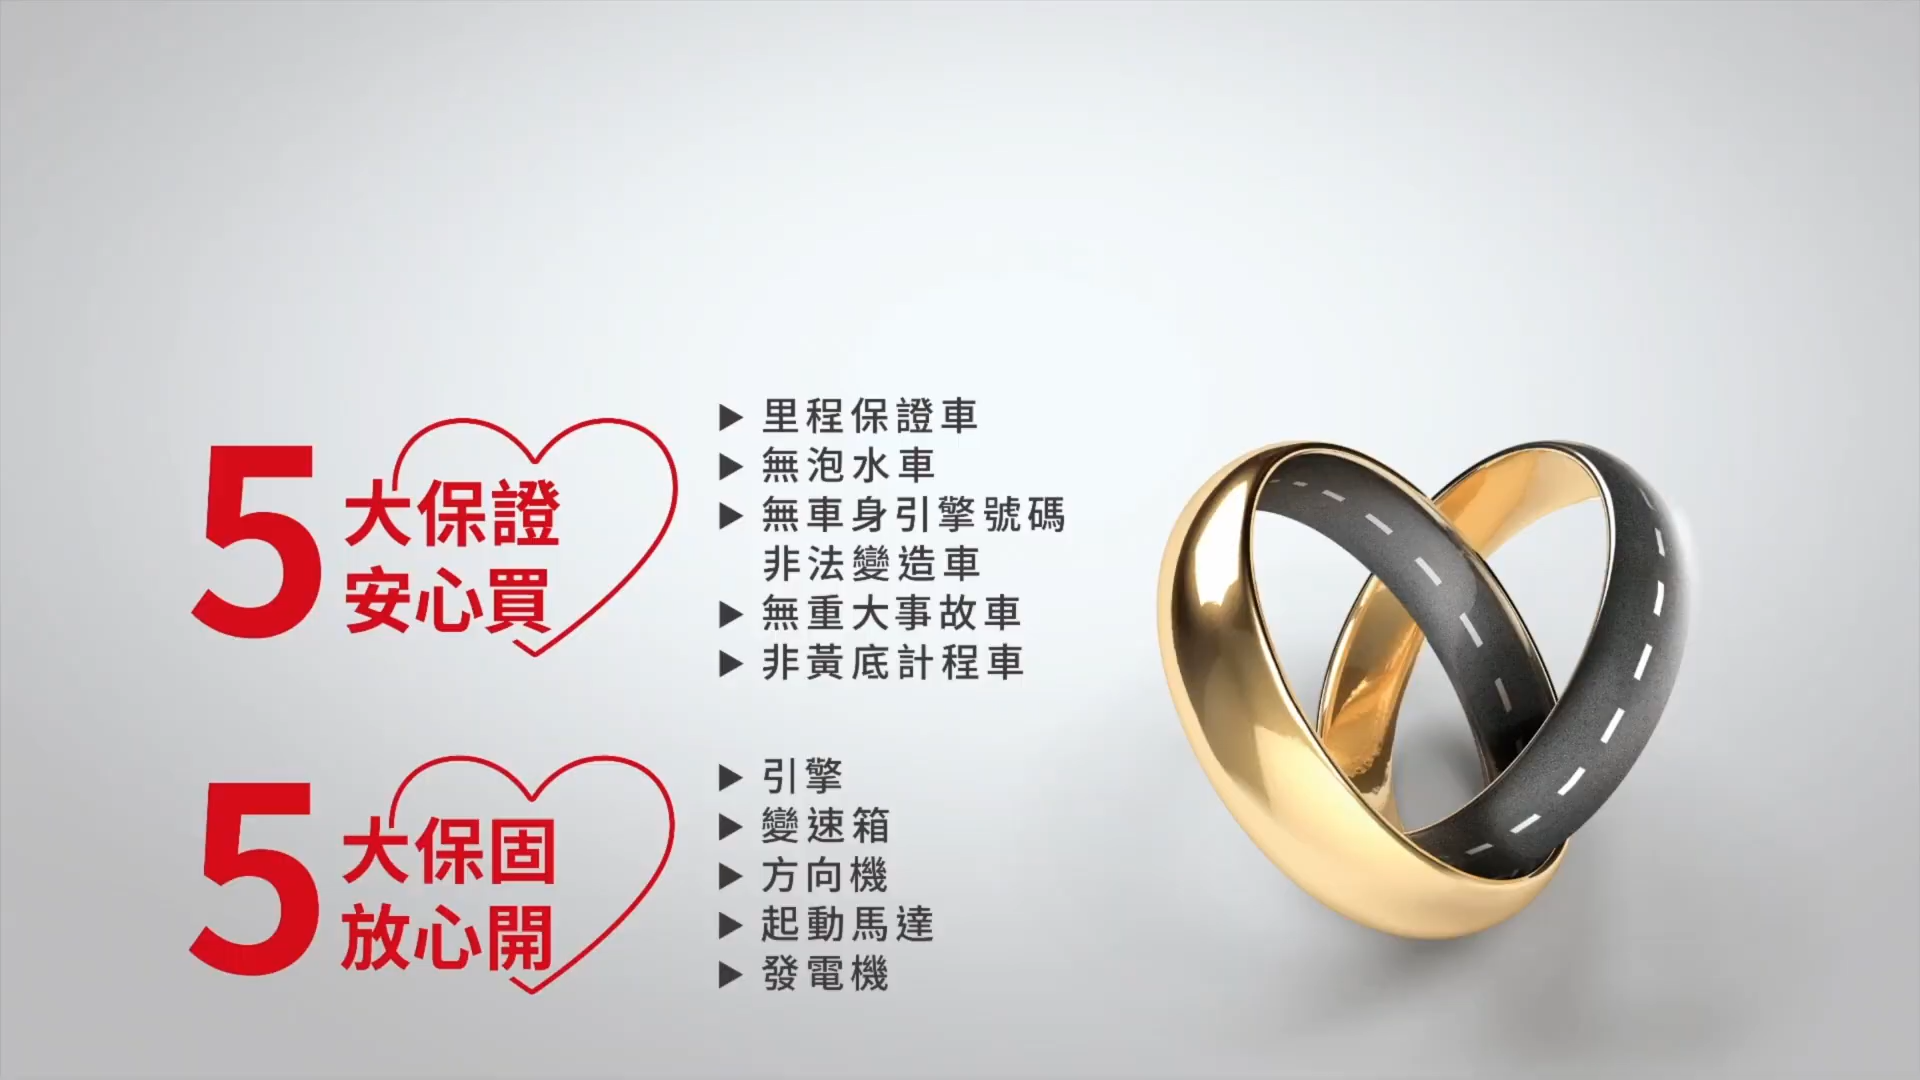 5大保證
安心買
里程保證車
無泡水車
無車身引擎號碼
非法變造車
無重大事故車
非黃底計程車
5大保固
放心開
引擎
變速箱
方向機
起動馬達
發電機